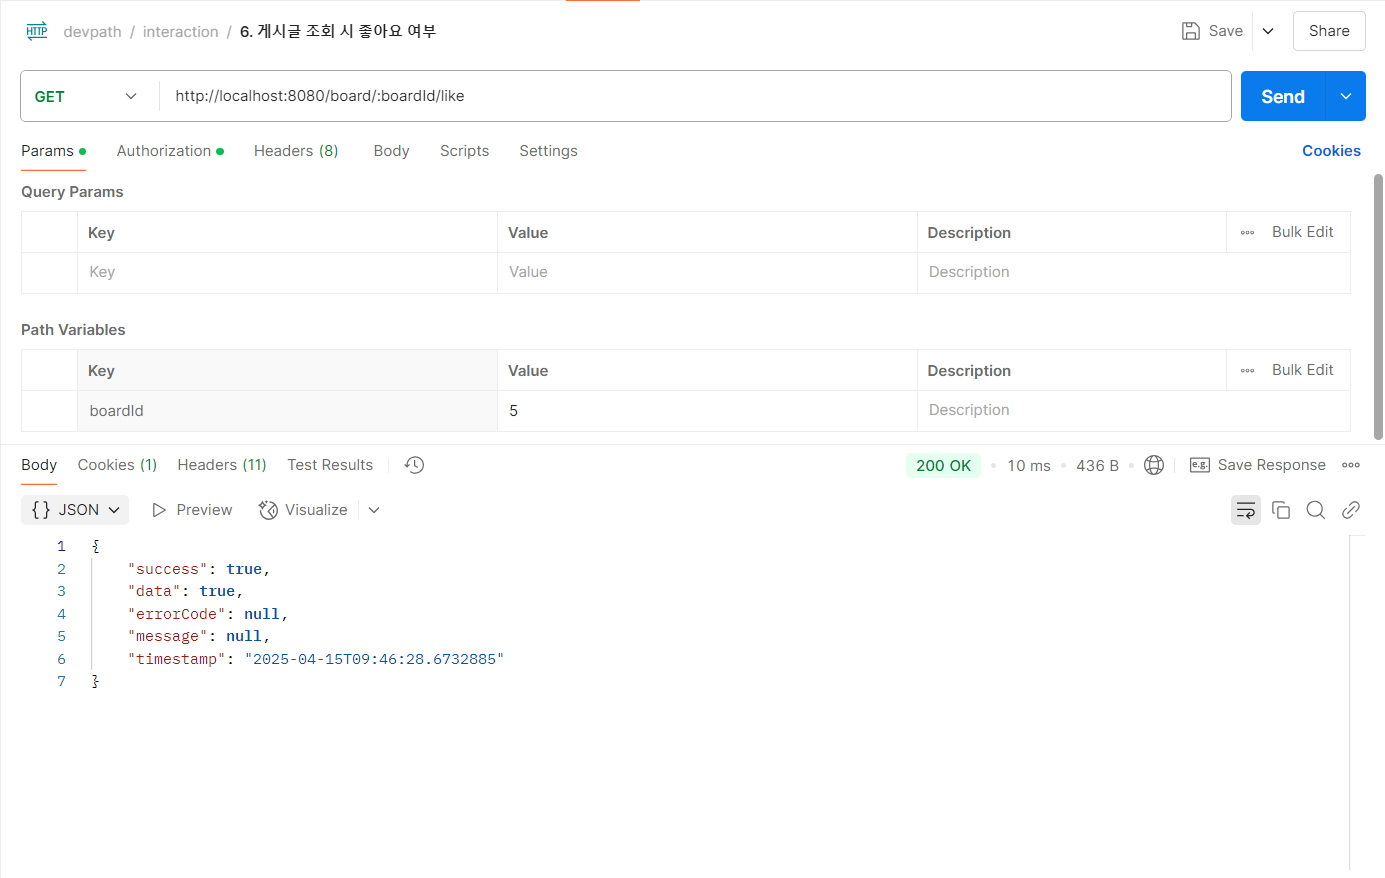 HTTP devpath / interaction / 6. 게시글 조회 시 좋아요 여부 Save Share
GET http://localhost:8080/board/:boardId/like Send
Params Authorization Headers (8) Body Scripts Settings Cookies
Query Params
Key Value Description Bulk Edit
Key Value Description
Path Variables
Key Value Description Bulk Edit
boardId 5 Description
Body Cookies (1) Headers (11) Test Results 200 OK 10 ms 436 B e.g. Save Response
{} JSON Preview Visualize
1 {
2 "success": true,
3 "data": true,
4 "errorCode": null,
5 "message": null,
6 "timestamp": "2025-04-15T09:46:28.6732885"
7 }